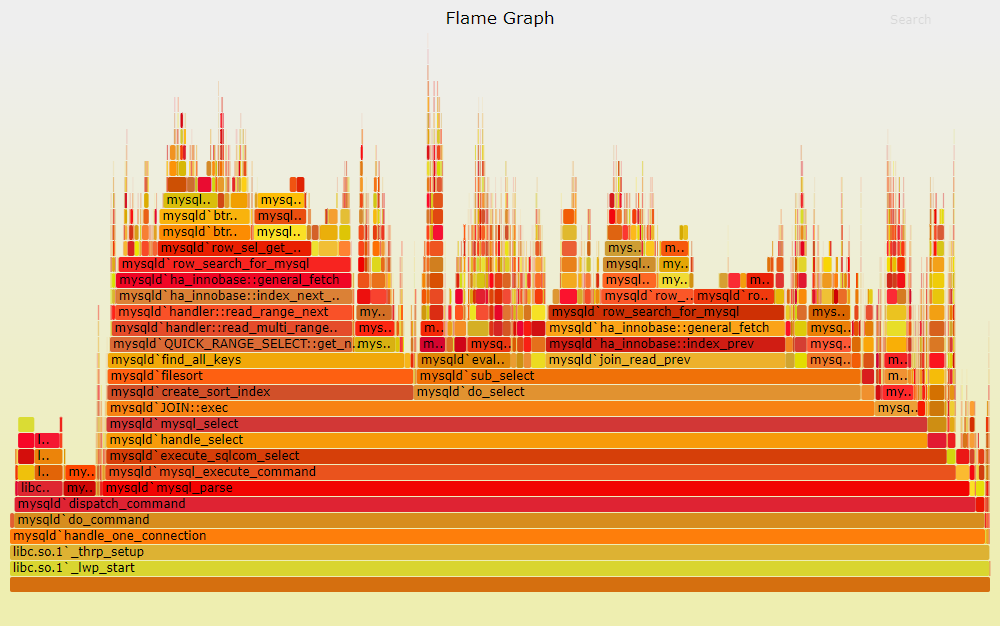 Flame Graph
Search
mysql.. mysq..
mysqld`btr.. mysql..
mysqld`btr.. mysql..
mysqld`row_sel_get_.. mys.. m..
mysqld`row_search_for_mysql mysql.. my..
mysqld`ha_innobase::general_fetch mysql.. m..
mysqld`ha_innobase::index_next_.. mysqld`row_.. mysqld`ro..
mysqld`handler::read_range_next my.. mysqld`row_search_for_mysql mys..
mysqld`handler::read_multi_range.. mys.. m.. mysqld`ha_innobase::general_fetch mysq..
mysqld`QUICK_RANGE_SELECT::get_n.. mys.. m.. mysq.. mysqld`ha_innobase::index_prev mysq..
mysqld`find_all_keys mysqld`eval.. mysqld`join_read_prev mysq.. m..
mysqld`filesort mysqld`sub_select m..
mysqld`create_sort_index mysqld`do_select my..
mysqld`JOIN::exec mysq..
mysqld`mysql_select
l.. mysqld`handle_select
l.. mysqld`execute_sqlcom_select
l.. my.. mysqld`mysql_execute_command
libc.. my.. mysqld`mysql_parse
mysqld`dispatch_command
mysqld`do_command
mysqld`handle_one_connection
libc.so.1`_thrp_setup
libc.so.1`_lwp_start